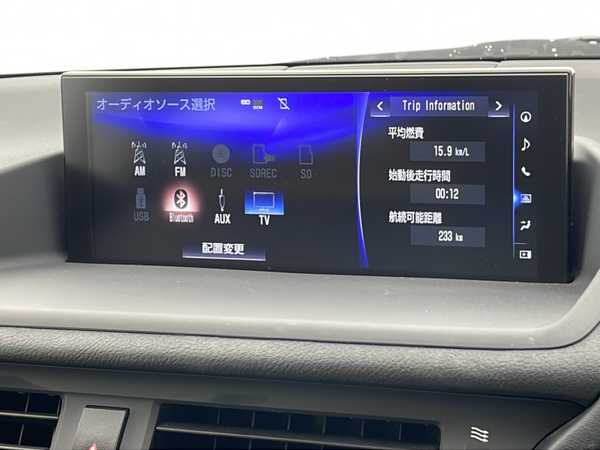 オーディオソース選択
DCM
Trip Information
AM
FM
DISC
SDREC
SD
USB
Bluetooth
AUX
TV
配置変更
平均燃費
15.9 km/L
始動後走行時間
00:12
航続可能距離
233 km